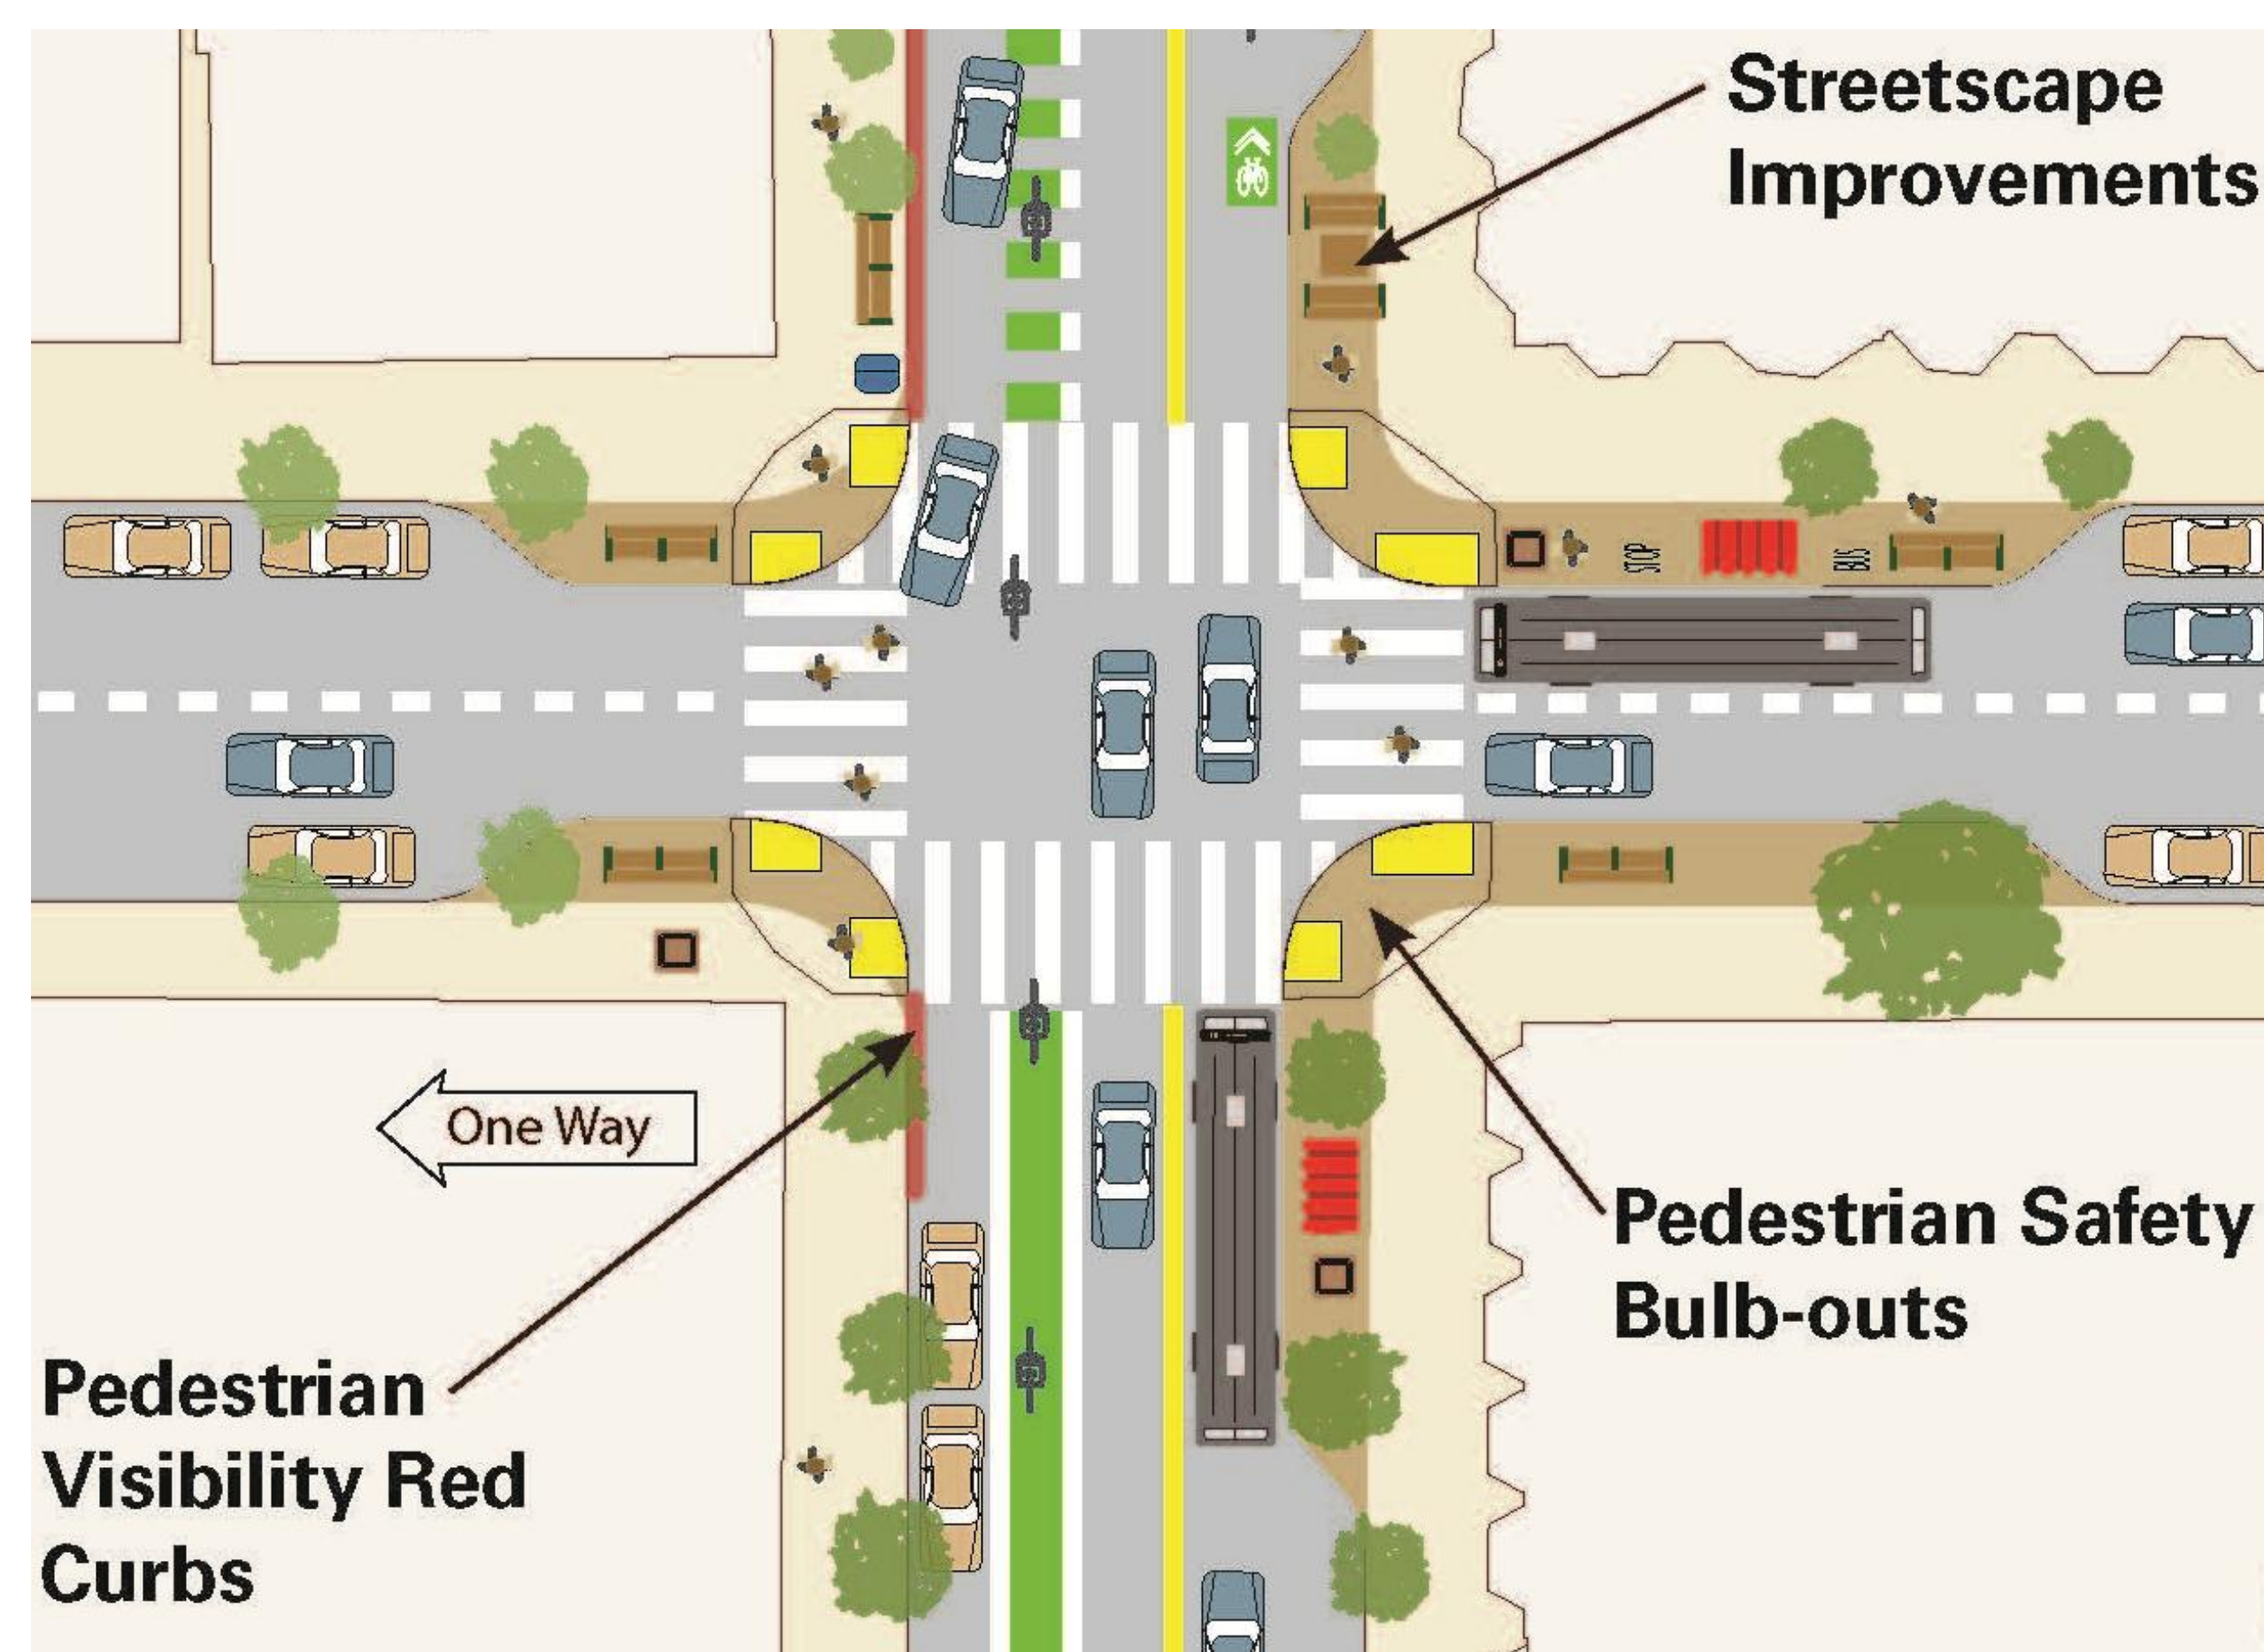 Streetscape
Improvements
STOP
BUS
One Way
Pedestrian Safety
Bulb-outs
Pedestrian
Visibility Red
Curbs